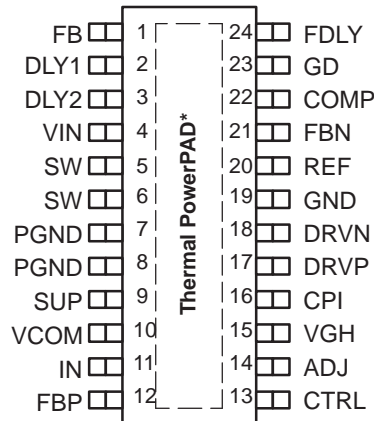 FB 1 24 FDLY
DLY1 2 23 GD
DLY2 3 22 COMP
VIN 4 21 FBN
SW 5 20 REF
SW 6 19 GND
PGND 7 18 DRVN
PGND 8 17 DRVP
SUP 9 16 CPI
VCOM 10 15 VGH
IN 11 14 ADJ
FBP 12 13 CTRL
Thermal PowerPAD*